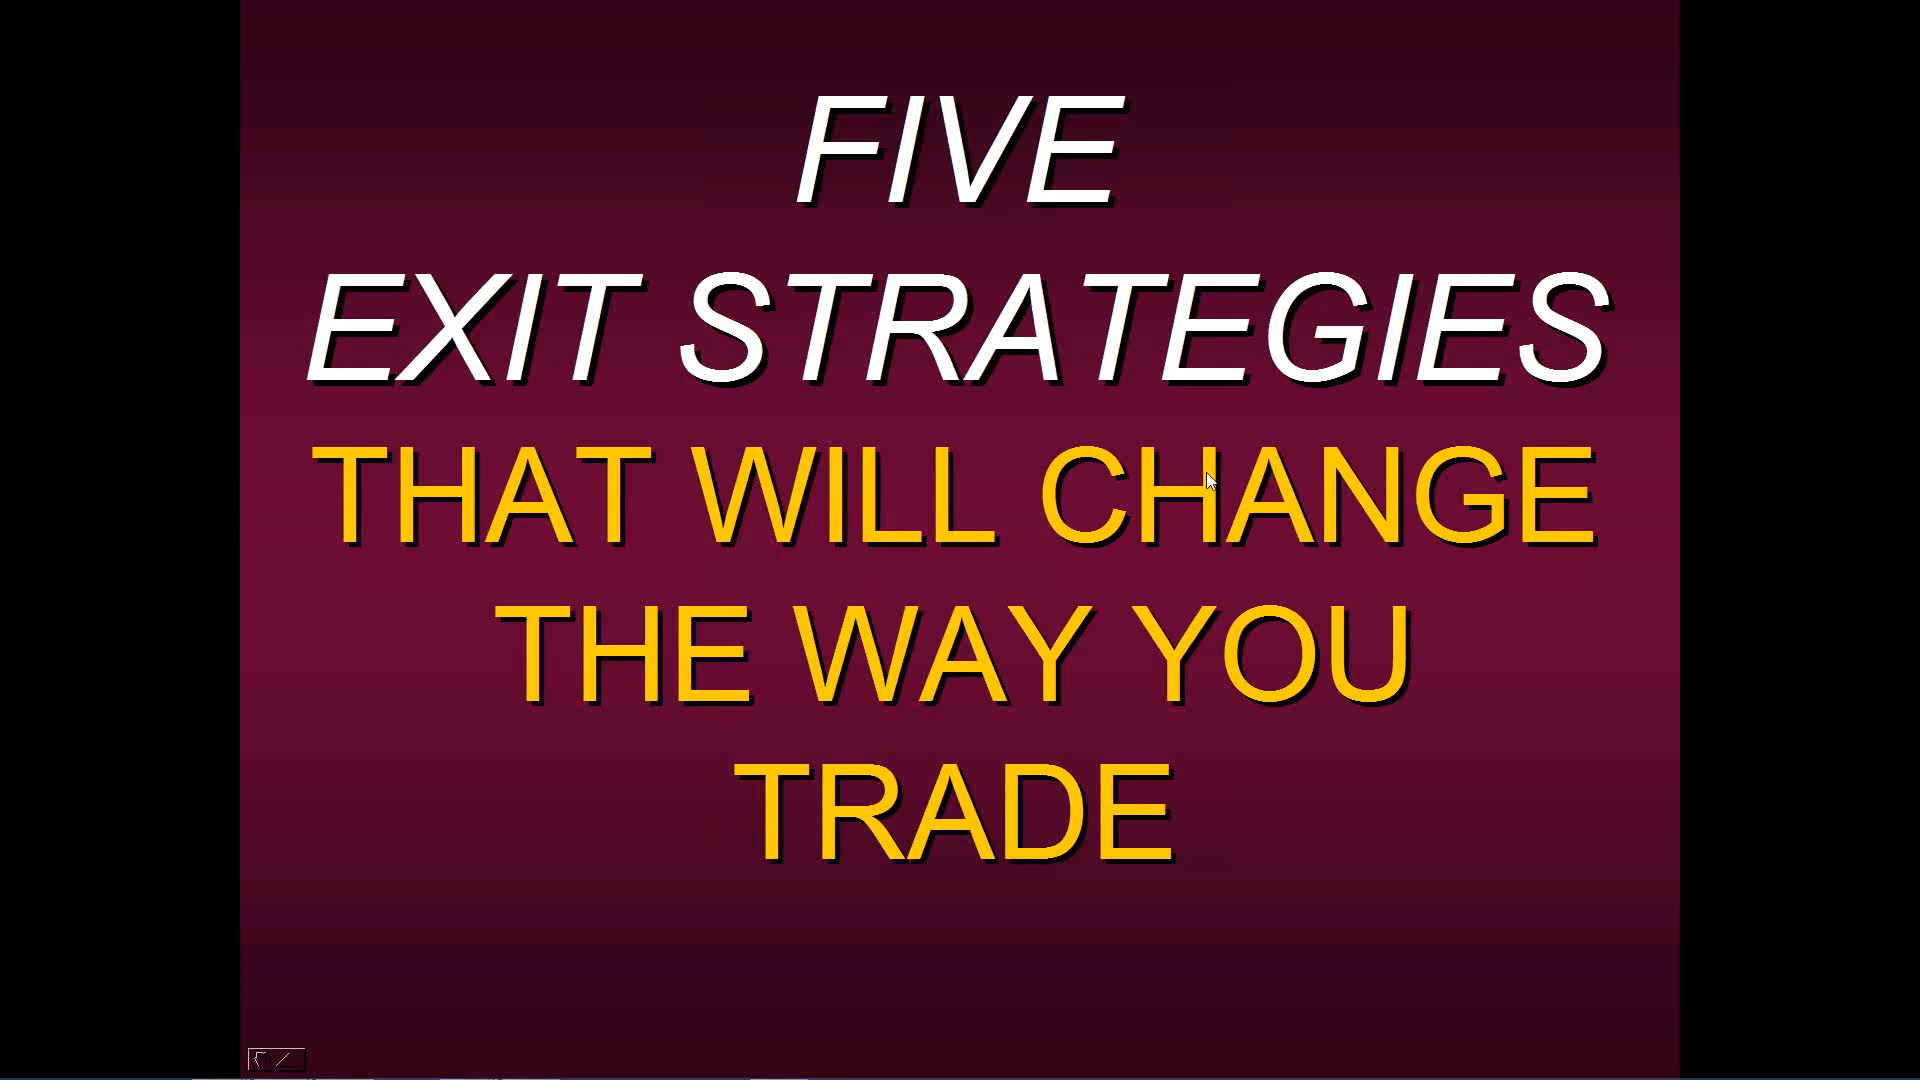 FIVE
EXIT STRATEGIES
THAT WILL CHANGE
THE WAY YOU
TRADE